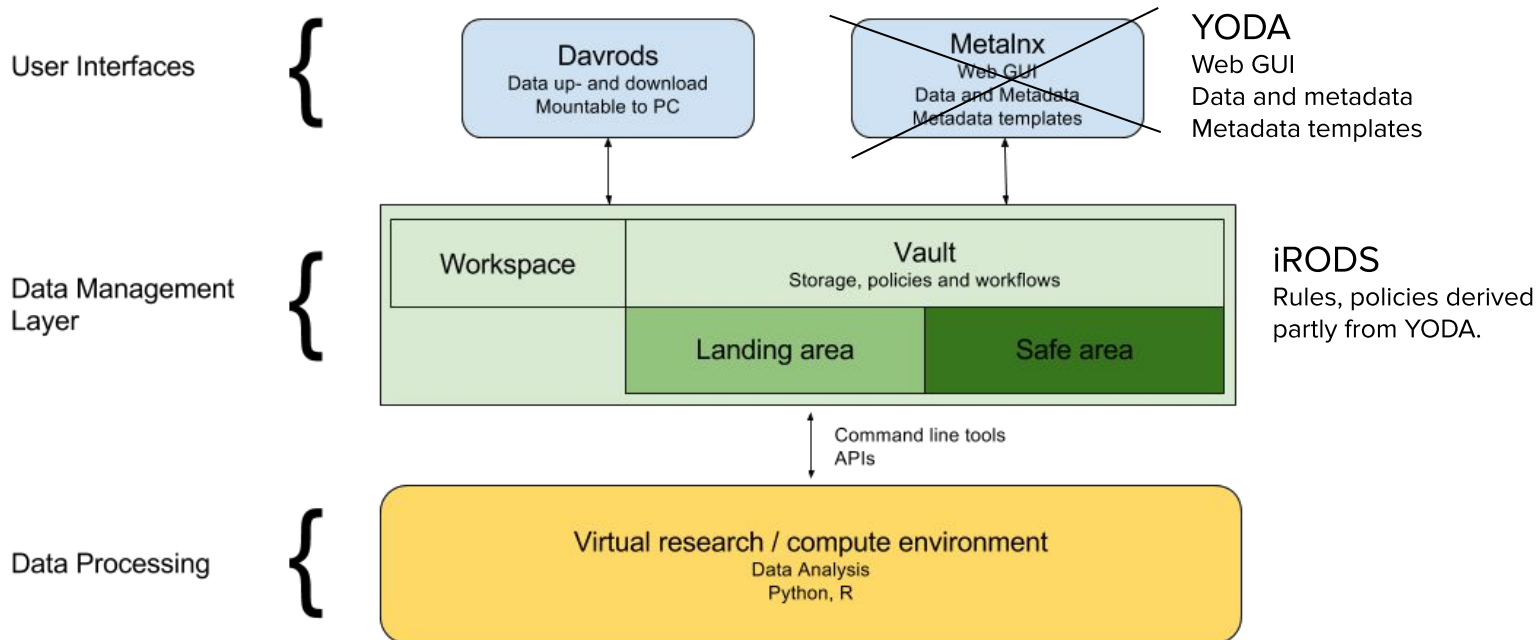 User Interfaces
Davrods
Data up- and download
Mountable to PC
Metalnx
Web GUI
Data and Metadata
Metadata templates
YODA
Web GUI
Data and metadata
Metadata templates
Data Management
Layer
Workspace
Vault
Storage, policies and workflows
Landing area
Safe area
iRODS
Rules, policies derived
partly from YODA.
Command line tools
APIs
Data Processing
Virtual research / compute environment
Data Analysis
Python, R